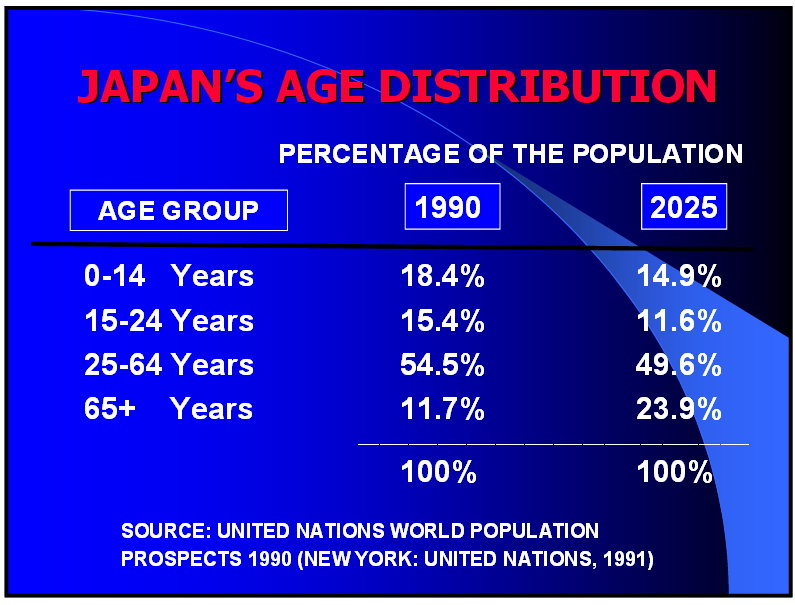 JAPAN'S AGE DISTRIBUTION
PERCENTAGE OF THE POPULATION
AGE GROUP 1990 2025
0-14 Years 18.4% 14.9%
15-24 Years 15.4% 11.6%
25-64 Years 54.5% 49.6%
65+ Years 11.7% 23.9%
100% 100%
SOURCE: UNITED NATIONS WORLD POPULATION
PROSPECTS 1990 (NEW YORK: UNITED NATIONS, 1991)